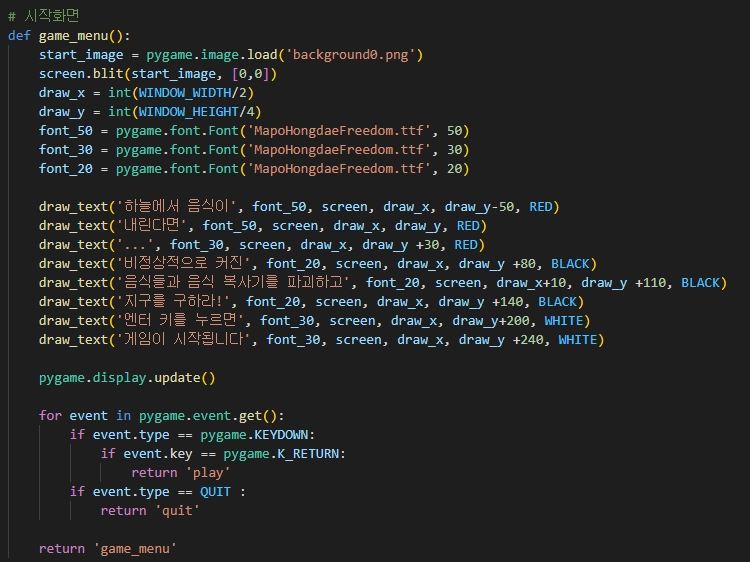 # 시작화면
def game_menu():
    start_image = pygame.image.load('background0.png')
    screen.blit(start_image, [0,0])
    draw_x = int(WINDOW_WIDTH/2)
    draw_y = int(WINDOW_HEIGHT/4)
    font_50 = pygame.font.Font('MapoHongdaeFreedom.ttf', 50)
    font_30 = pygame.font.Font('MapoHongdaeFreedom.ttf', 30)
    font_20 = pygame.font.Font('MapoHongdaeFreedom.ttf', 20)

    draw_text('하늘에서 음식이', font_50, screen, draw_x, draw_y-50, RED)
    draw_text('내린다면', font_50, screen, draw_x, draw_y, RED)
    draw_text('...', font_30, screen, draw_x, draw_y +30, RED)
    draw_text('비정상적으로 커진', font_20, screen, draw_x, draw_y +80, BLACK)
    draw_text('음식들과 음식 복사기를 파괴하고', font_20, screen, draw_x+10, draw_y +110, BLACK)
    draw_text('지구를 구하라!', font_20, screen, draw_x, draw_y +140, BLACK)
    draw_text('엔터 키를 누르면', font_30, screen, draw_x, draw_y+200, WHITE)
    draw_text('게임이 시작됩니다', font_30, screen, draw_x, draw_y +240, WHITE)

    pygame.display.update()

    for event in pygame.event.get():
        if event.type == pygame.KEYDOWN:
            if event.key == pygame.K_RETURN:
                return 'play'
        if event.type == QUIT :
            return 'quit'

    return 'game_menu'